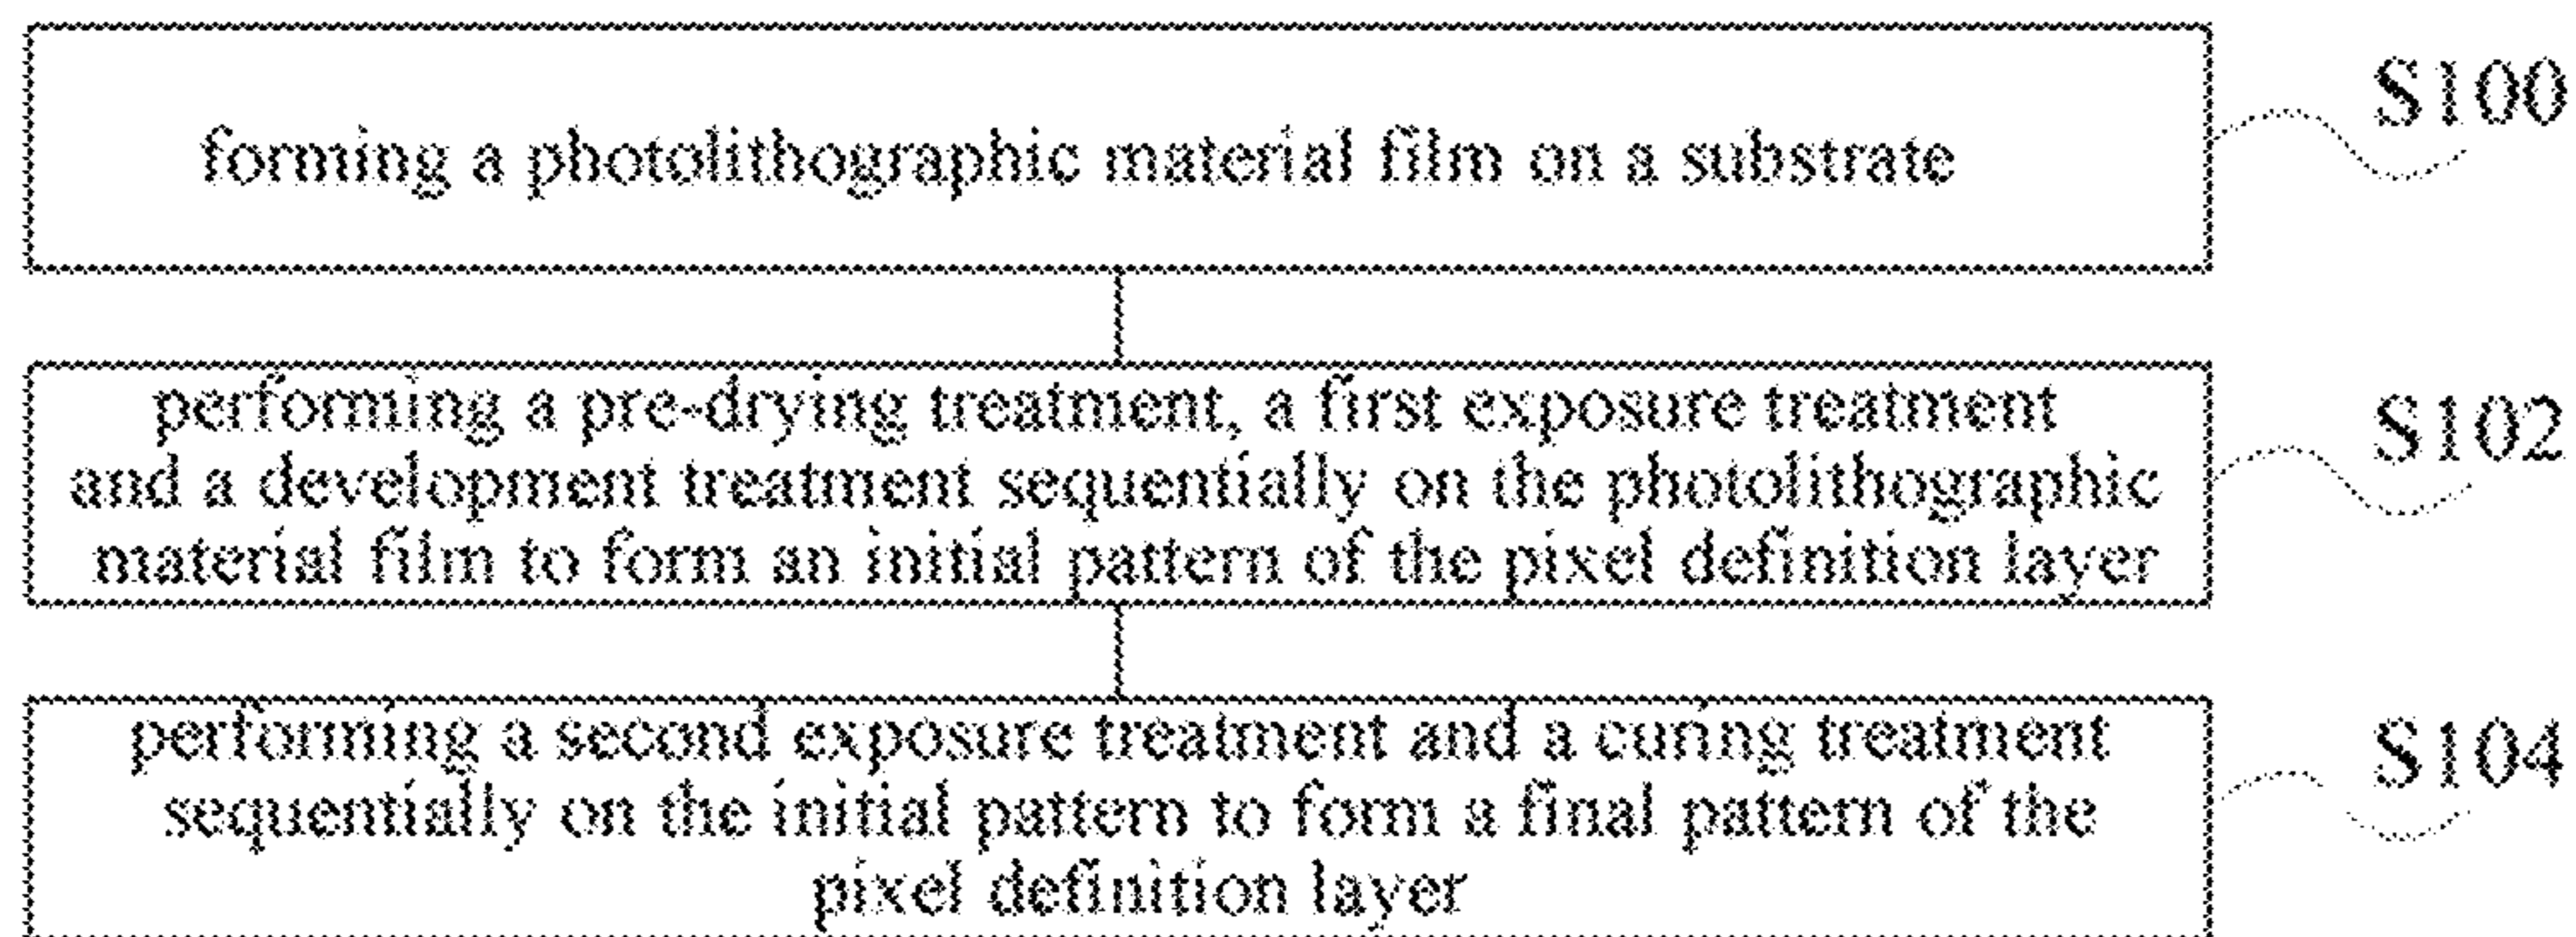 forming a photolithographic material film on a substrate
S100
performing a pre-drying treatment, a first exposure treatment
and a development treatment sequentially on the photolithographic
material film to form an initial pattern of the pixel definition layer
S102
performing a second exposure treatment and a curing treatment
sequentially on the initial pattern to form a final pattern of the
pixel definition layer
S104